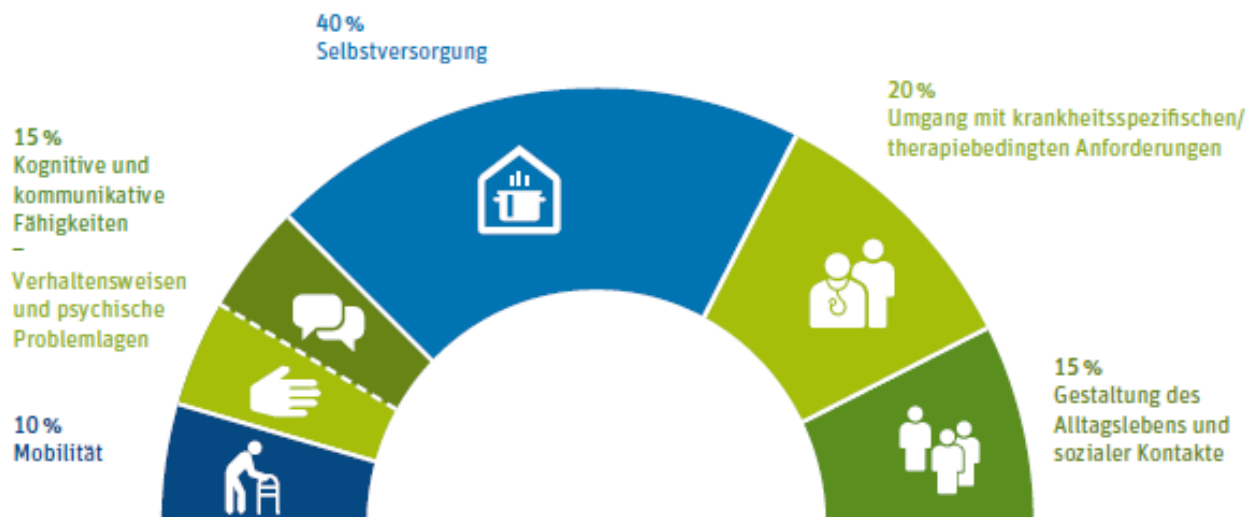 40 %
Selbstversorgung
20 %
Umgang mit krankheitsspezifischen/
therapiebedingten Anforderungen
15 %
Kognitive und
kommunikative
Fähigkeiten
–
Verhaltensweisen
und psychische
Problemlagen
10 %
Mobilität
15 %
Gestaltung des
Alltagslebens und
sozialer Kontakte